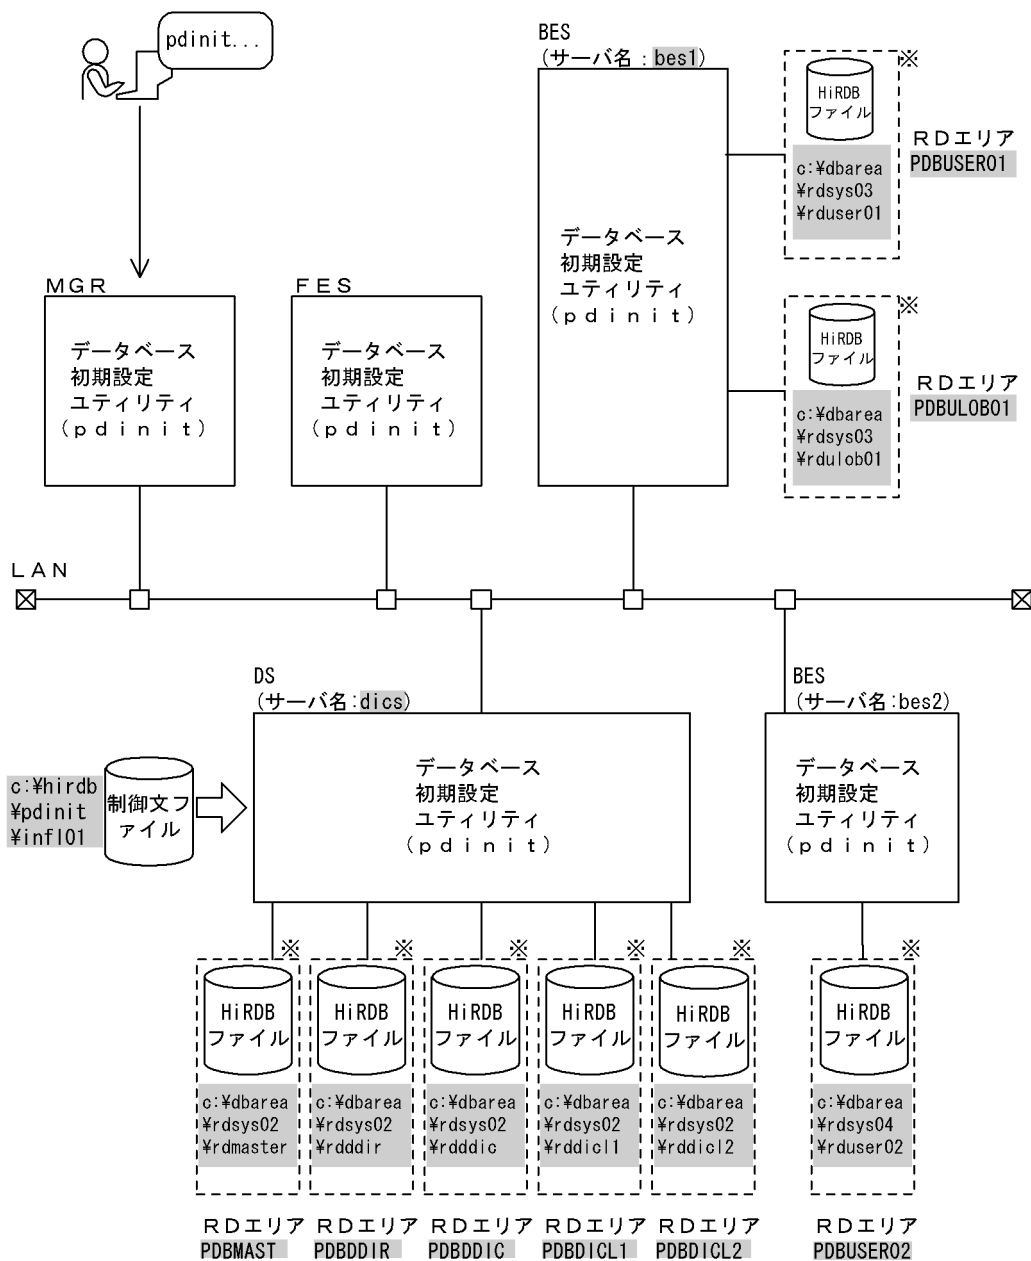 pdinit...
BES
(サーバ名：bes1)
※
HiRDB
ファイル
c:¥dbarea
¥rdsys03
¥rduser01
ＲＤエリア
PDBUSER01
データベース
初期設定
ユティリティ
(ｐｄｉｎｉｔ)
※
HiRDB
ファイル
c:¥dbarea
¥rdsys03
¥rdulob01
ＲＤエリア
PDBULOB01
ＭＧＲ
データベース
初期設定
ユティリティ
(ｐｄｉｎｉｔ)
ＦＥＳ
データベース
初期設定
ユティリティ
(ｐｄｉｎｉｔ)
ＬＡＮ
DS
(サーバ名:dics)
データベース
初期設定
ユティリティ
(ｐｄｉｎｉｔ)
BES
(サーバ名:bes2)
データベース
初期設定
ユティリティ
(ｐｄｉｎｉｔ)
c:¥hirdb
¥pdinit
¥infl01
制御文フ
ァイル
※
HiRDB
ファイル
c:¥dbarea
¥rdsys02
¥rdmaster
ＲＤエリア
PDBMAST
※
HiRDB
ファイル
c:¥dbarea
¥rdsys02
¥rdddir
ＲＤエリア
PDBDDIR
※
HiRDB
ファイル
c:¥dbarea
¥rdsys02
¥rdddic
ＲＤエリア
PDBDDIC
※
HiRDB
ファイル
c:¥dbarea
¥rdsys02
¥rddicl1
ＲＤエリア
PDBDICL1
※
HiRDB
ファイル
c:¥dbarea
¥rdsys02
¥rddicl2
ＲＤエリア
PDBDICL2
※
HiRDB
ファイル
c:¥dbarea
¥rdsys04
¥rduser02
ＲＤエリア
PDBUSER02